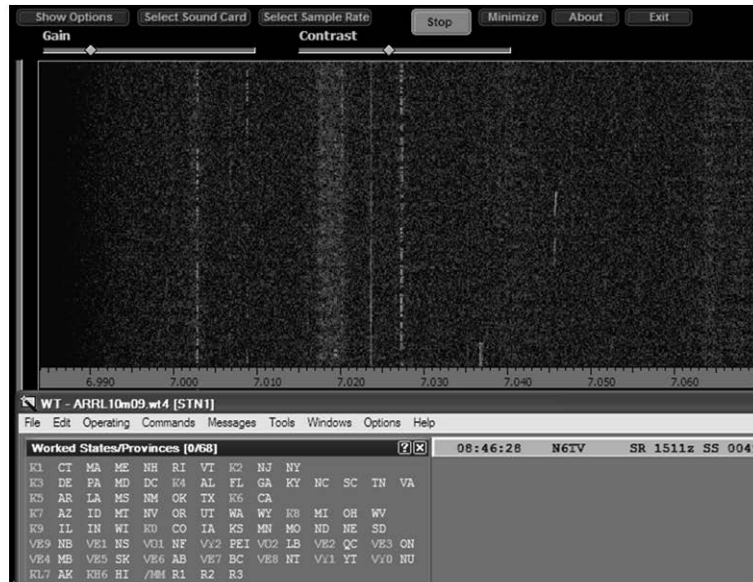 Show Options Select Sound Card Select Sample Rate Stop Minimize About Exit
Gain Contrast
6.990 7.000 7.010 7.020 7.030 7.040 7.050 7.060
WT - ARRL10m09.wt4 [STN1]
File Edit Operating Commands Messages Tools Windows Options Help
Worked States/Provinces [0/68] ? X 08:46:28 N6TV SR 1511z SS 004
K1 CT MA ME NH RI VT K2 NJ NY
K3 DE PA MD DC K4 AL FL GA KY NC SC TN VA
K5 AR LA MS NM OK TX K6 CA
K7 AZ ID MT NV OR UT WA WY K8 MI OH WV
K9 IL IN WI K0 CO IA KS MN MO ND NE SD
VE9 NB VE1 NS VO1 NF VY2 PEI VO2 LB VE2 QC VE3 ON
VE4 MB VE5 SK VE6 AB VE7 BC VE8 NT VY1 YT VY0 NU
KL7 AK KH6 HI /MM R1 R2 R3